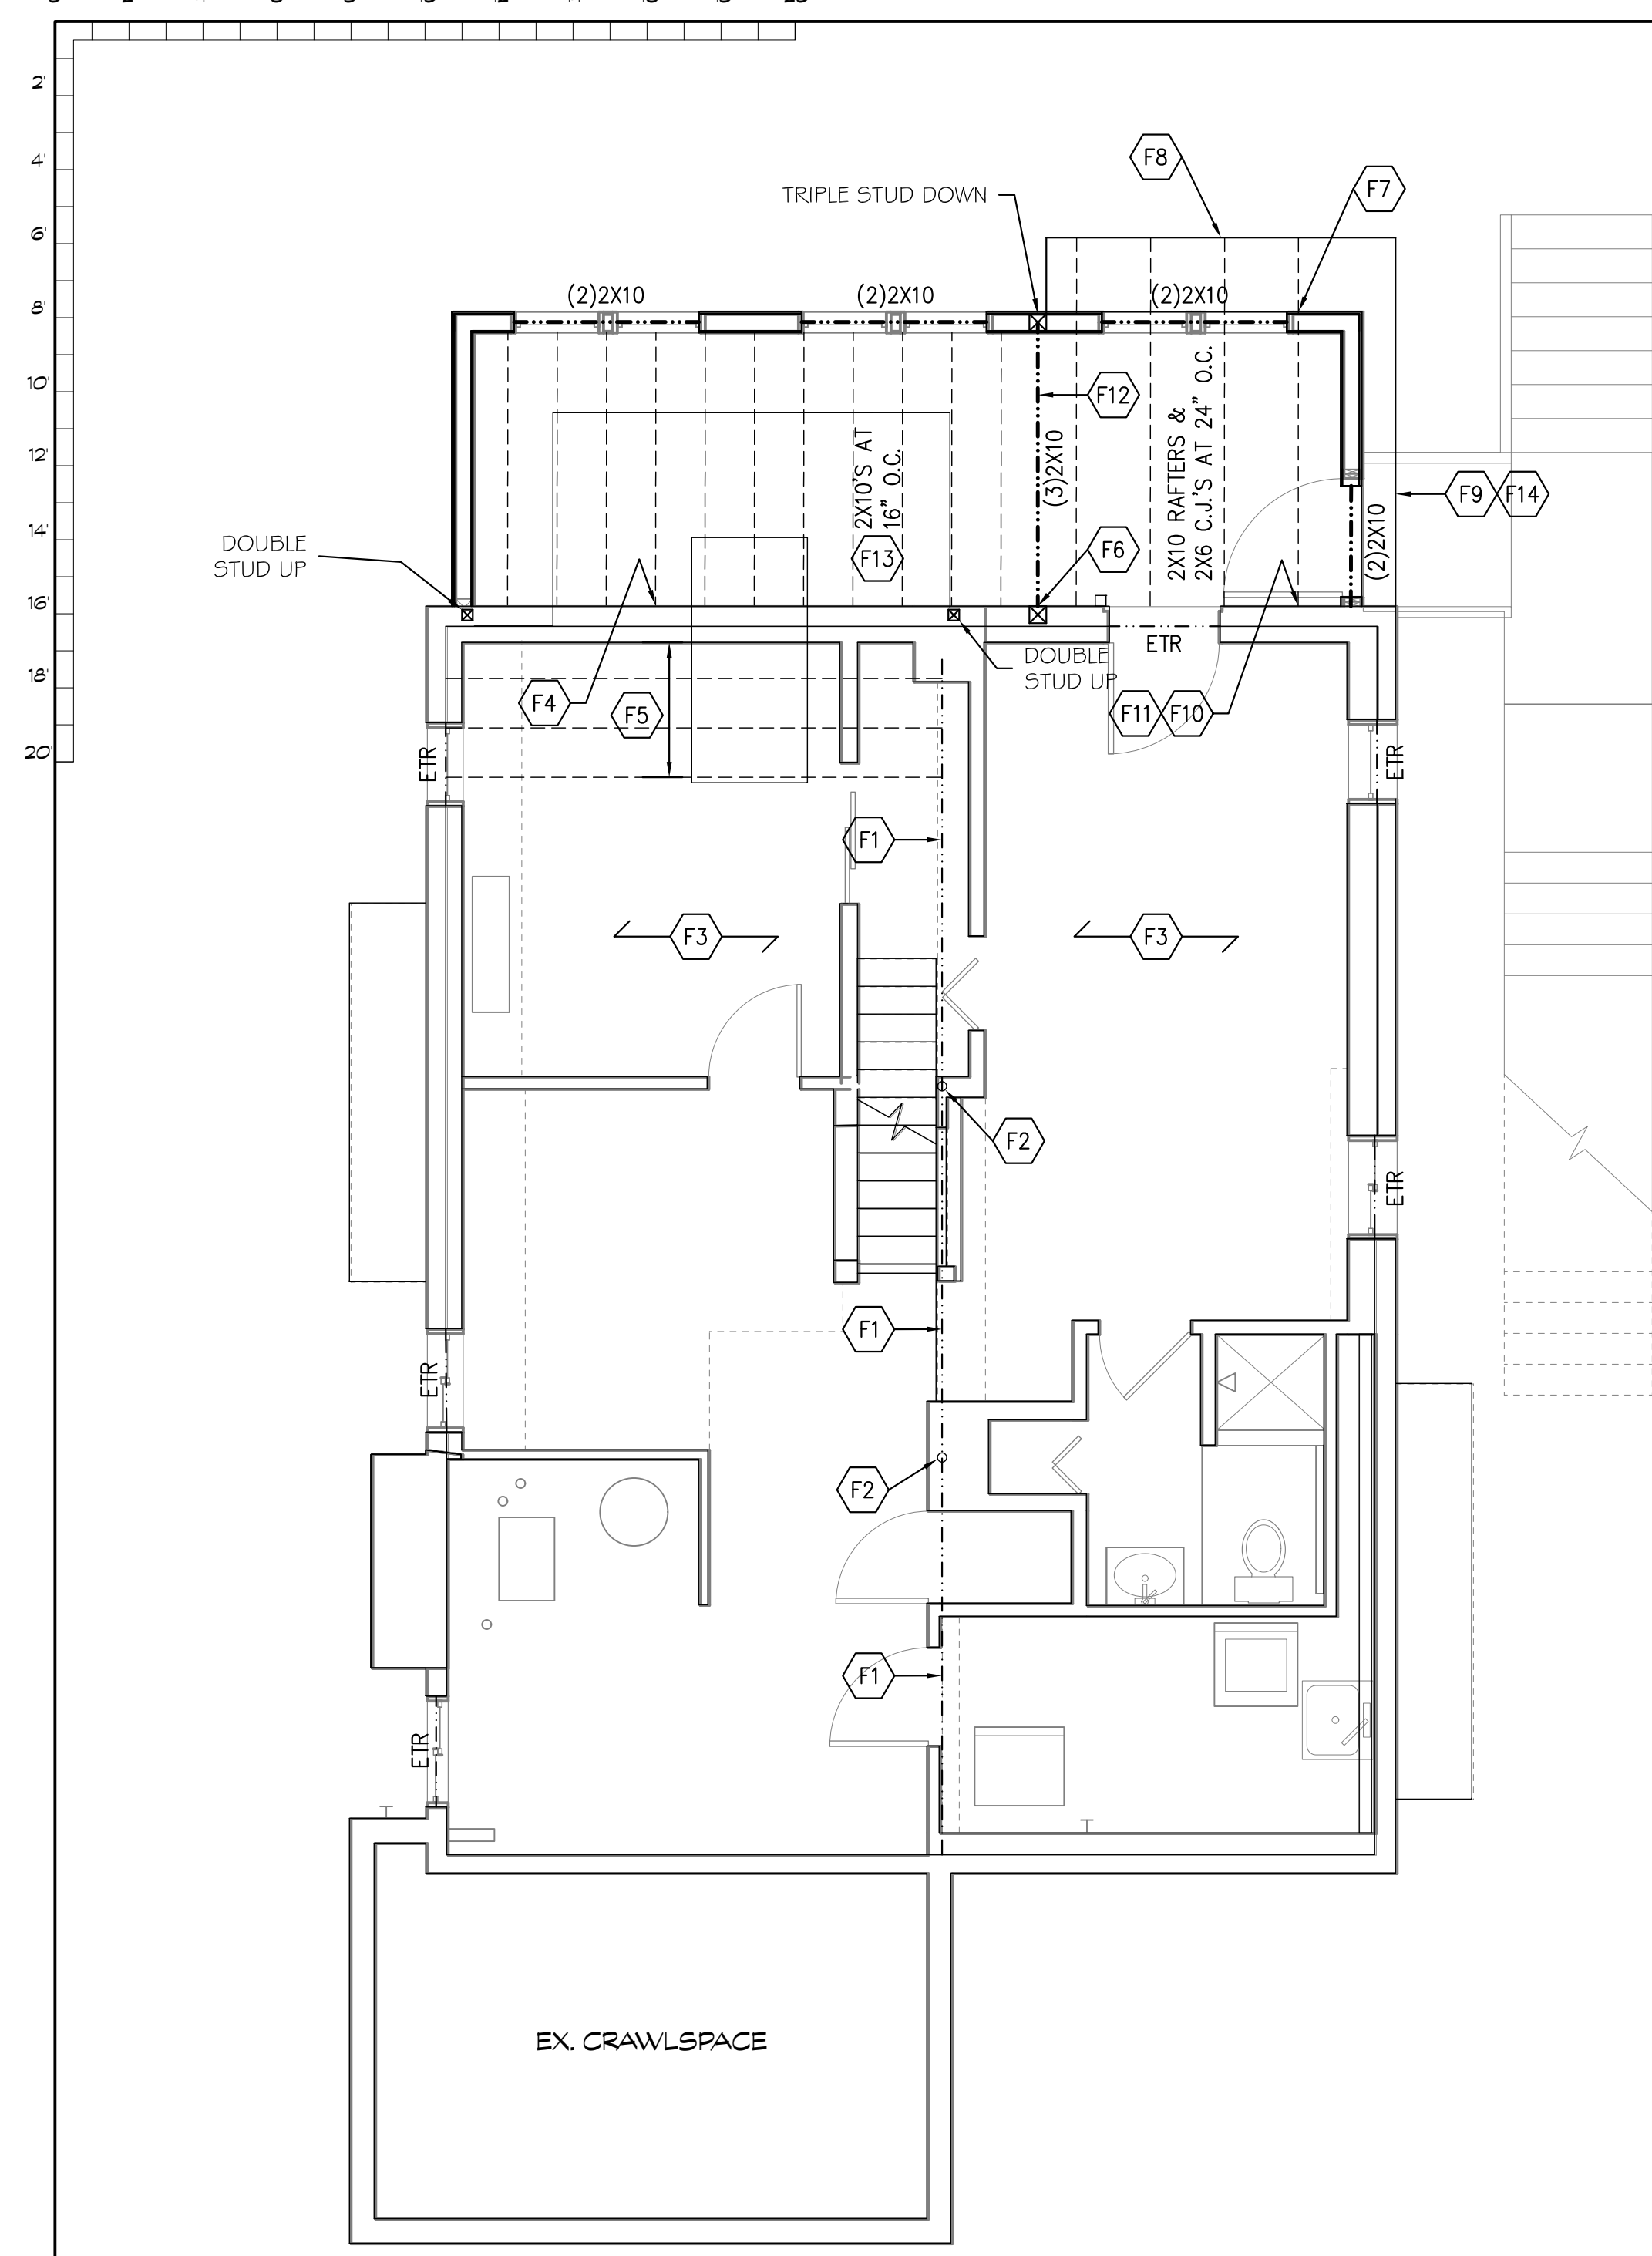 2'
4'
6'
8'
10'
12'
14'
16'
18'
20'
F8
F7
TRIPLE STUD DOWN
(2)2X10
(2)2X10
(2)2X10
F12
(3)2X10
2X10'S AT
16" O.C.
F13
2X10 RAFTERS &
2X6 C.J.'S AT 24" O.C.
F9
F14
(2)2X10
F6
DOUBLE
STUD UP
ETR
DOUBLE
STUD UP
F4
F5
F11
F10
ETR
ETR
F1
F3
F3
F2
ETR
F1
ETR
F2
F1
ETR
EX. CRAWLSPACE